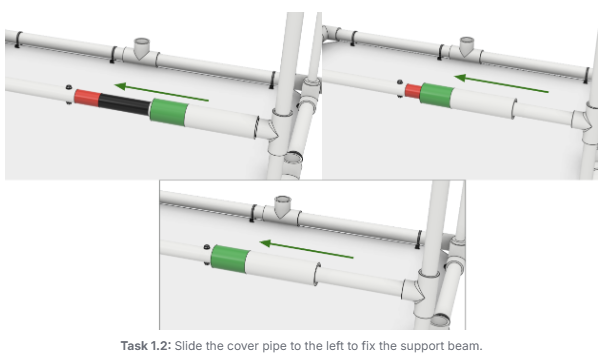 Task 1.2: Slide the cover pipe to the left to fix the support beam.